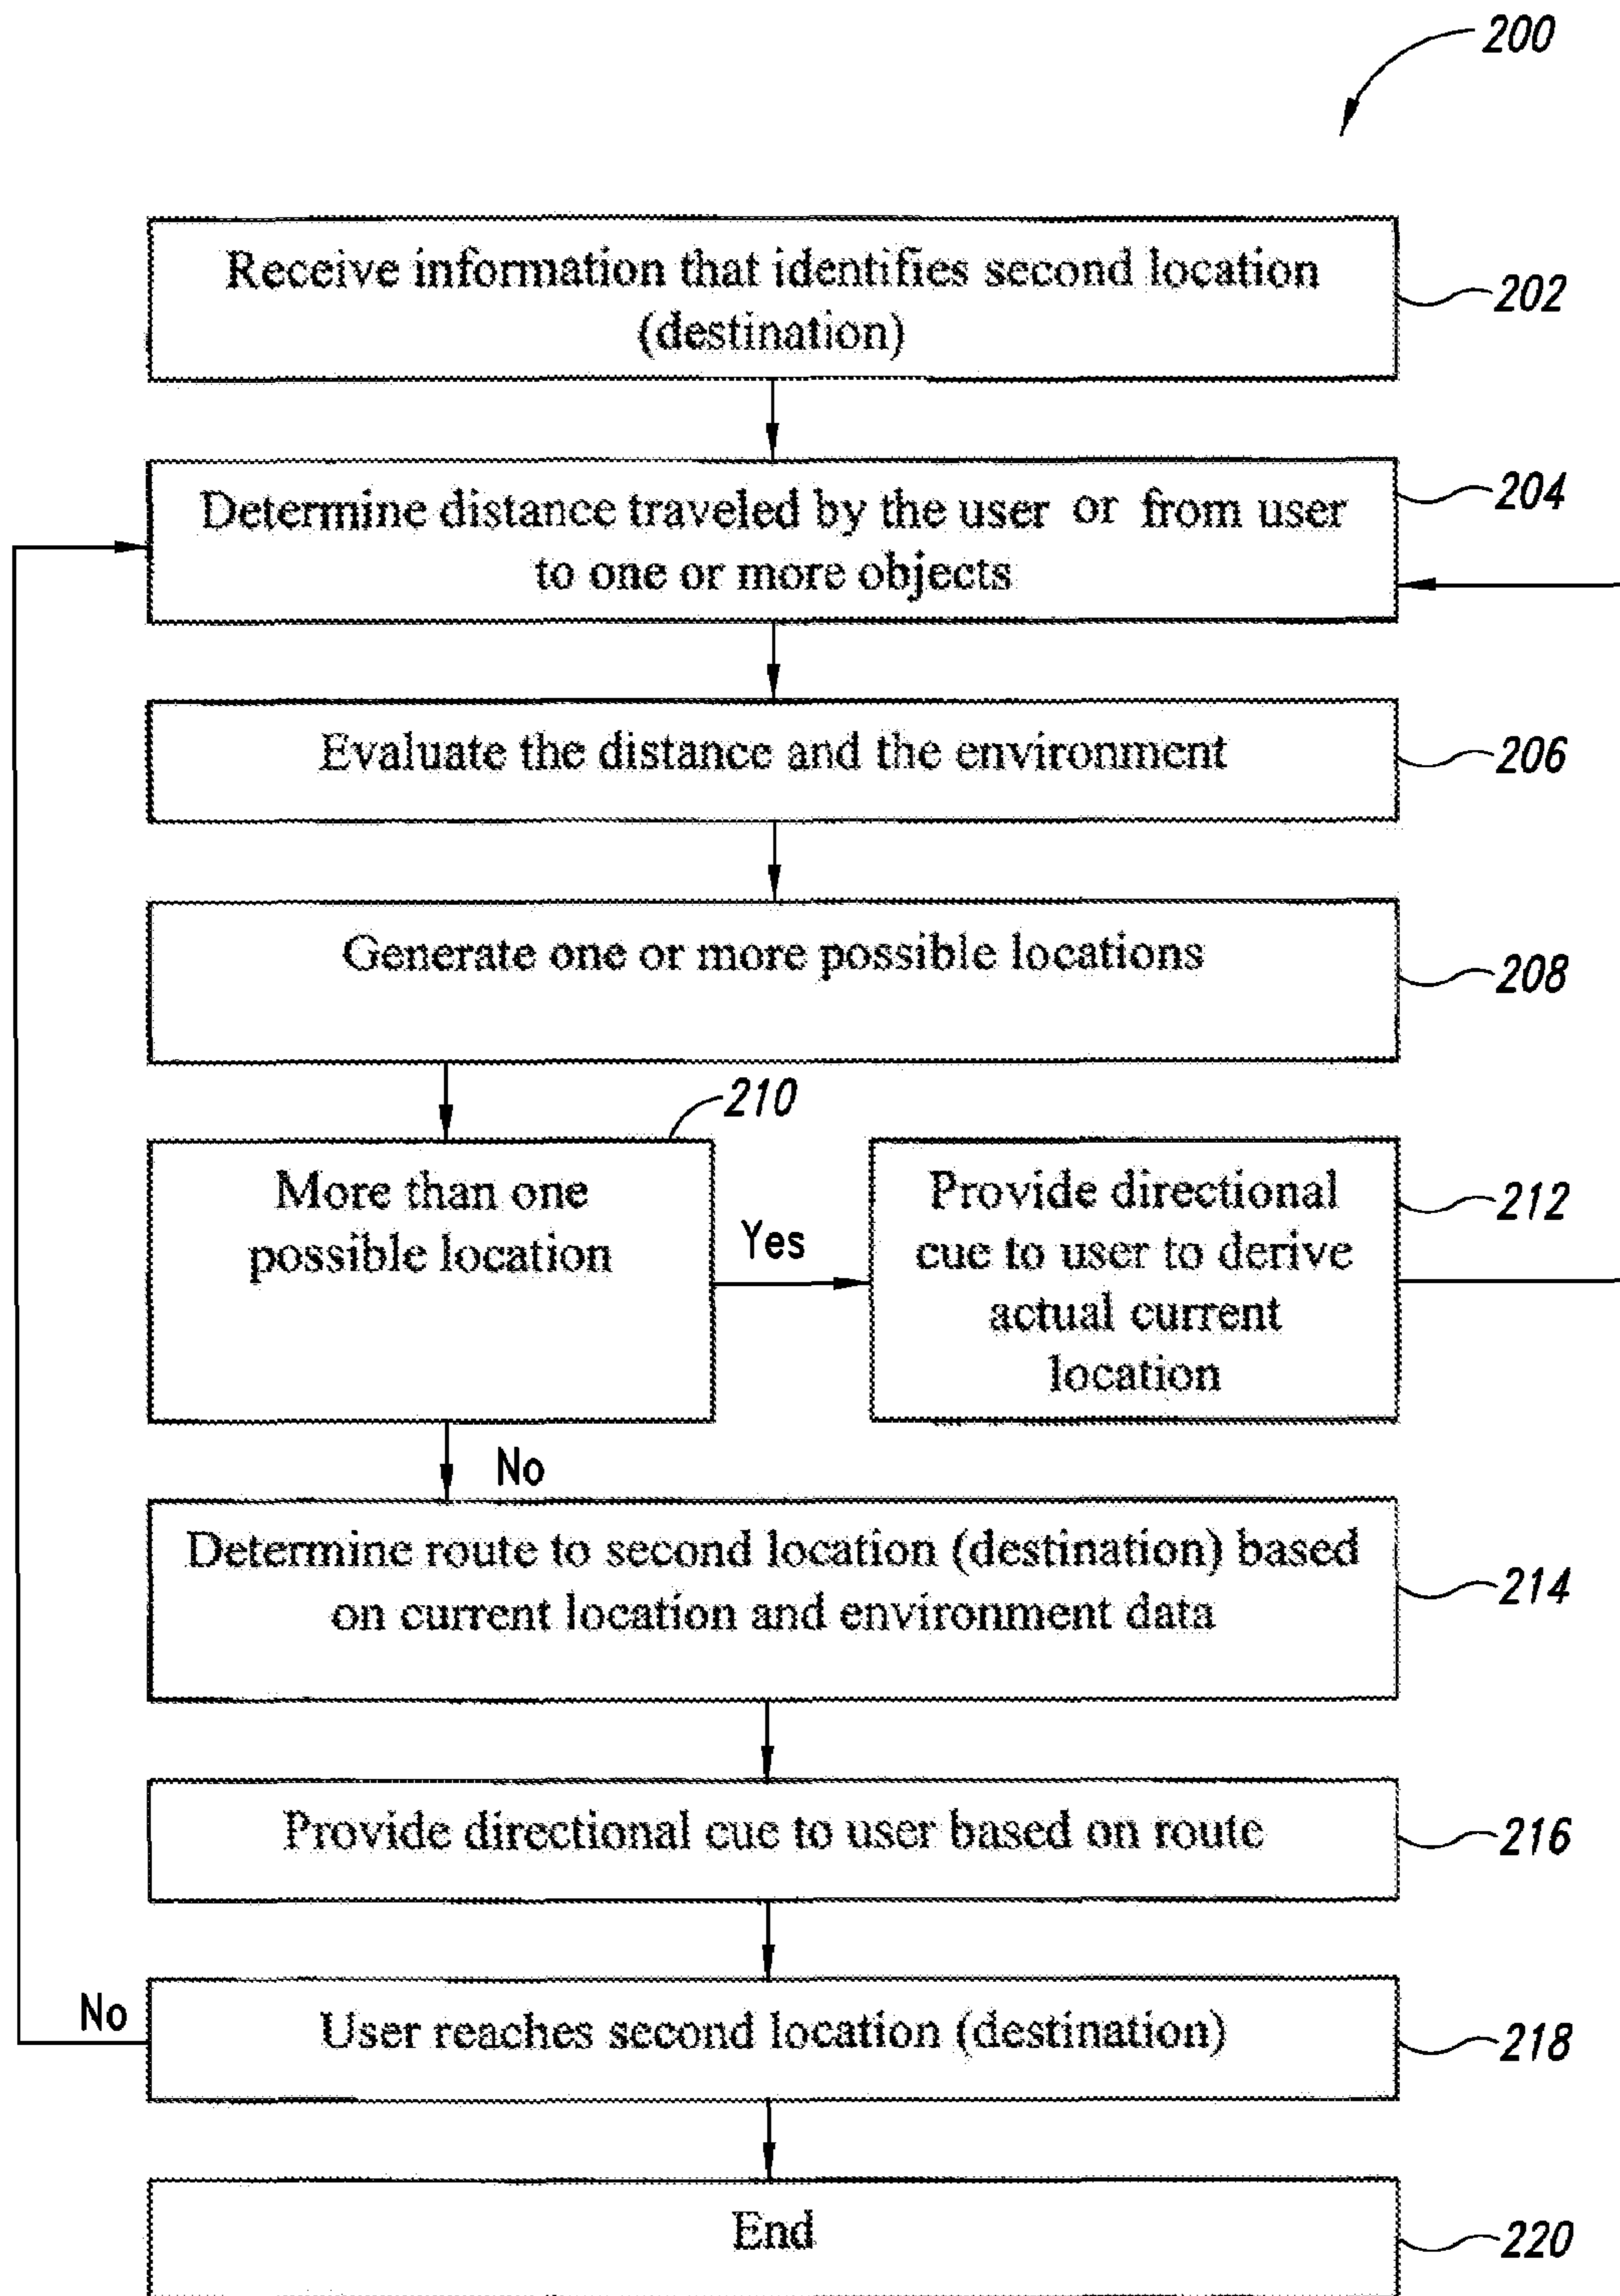 200
Receive information that identifies second location
(destination)
202
Determine distance traveled by the user or from user
to one or more objects
204
Evaluate the distance and the environment
206
Generate one or more possible locations
208
210
More than one
possible location
Yes
Provide directional
cue to user to derive
actual current
location
212
No
Determine route to second location (destination) based
on current location and environment data
214
Provide directional cue to user based on route
216
No
User reaches second location (destination)
218
End
220